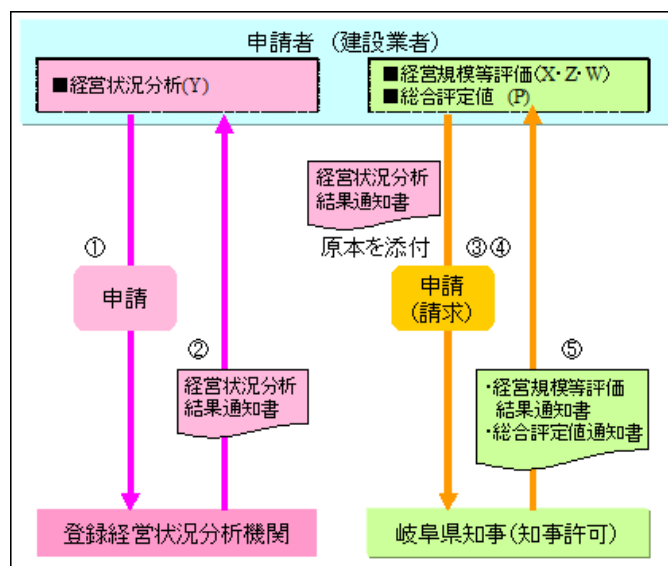 申請者 (建設業者)
■経営状況分析(Y)
■経営規模等評価(X・Z・W)
■総合評定値 (P)
経営状況分析
結果通知書
原本を添付
①
③④
申請
申請
(請求)
②
経営状況分析
結果通知書
⑤
・経営規模等評価
結果通知書
・総合評定値通知書
登録経営状況分析機関
岐阜県知事(知事許可)